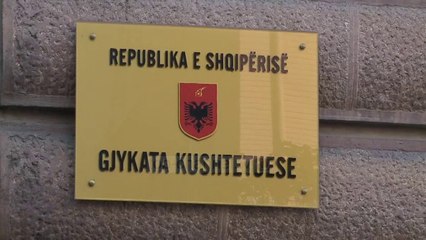 REPUBLIKA E SHQIPËRISË
GJYKATA KUSHTETUESE